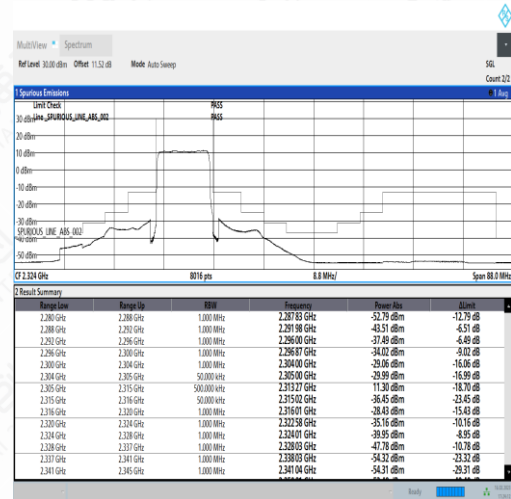 MultiView Spectrum
Ref Level 30.00 dBm Offset 11.52 dB Mode Auto Sweep SGL
Count 2/2
1 Spurious Emissions 1 Avg
Limit Check PASS
30 dBm Line _SPURIOUS_LINE_ABS_002 PASS
20 dBm
10 dBm
0 dBm
-10 dBm
-20 dBm
-30 dBm
SPURIOUS_LINE_ABS_002
-40 dBm
-50 dBm
CF 2.324 GHz 8016 pts 8.8 MHz/ Span 88.0 MHz
2 Result Summary
Range Low Range Up RBW Frequency Power Abs ΔLimit
2.280 GHz 2.288 GHz 1.000 MHz 2.28783 GHz -52.79 dBm -12.79 dB
2.288 GHz 2.292 GHz 1.000 MHz 2.29198 GHz -43.51 dBm -6.51 dB
2.292 GHz 2.296 GHz 1.000 MHz 2.29600 GHz -37.49 dBm -6.49 dB
2.296 GHz 2.300 GHz 1.000 MHz 2.29687 GHz -34.02 dBm -9.02 dB
2.300 GHz 2.304 GHz 1.000 MHz 2.30400 GHz -29.06 dBm -16.06 dB
2.304 GHz 2.305 GHz 50.000 kHz 2.30500 GHz -29.99 dBm -16.99 dB
2.305 GHz 2.315 GHz 500.000 kHz 2.31327 GHz 11.30 dBm -18.70 dB
2.315 GHz 2.316 GHz 50.000 kHz 2.31502 GHz -36.45 dBm -23.45 dB
2.316 GHz 2.320 GHz 1.000 MHz 2.31601 GHz -28.43 dBm -15.43 dB
2.320 GHz 2.324 GHz 1.000 MHz 2.32258 GHz -35.16 dBm -10.16 dB
2.324 GHz 2.328 GHz 1.000 MHz 2.32401 GHz -39.95 dBm -8.95 dB
2.328 GHz 2.337 GHz 1.000 MHz 2.32803 GHz -47.78 dBm -10.78 dB
2.337 GHz 2.341 GHz 1.000 MHz 2.33803 GHz -54.32 dBm -23.32 dB
2.341 GHz 2.345 GHz 1.000 MHz 2.34104 GHz -54.31 dBm -29.31 dB
Ready